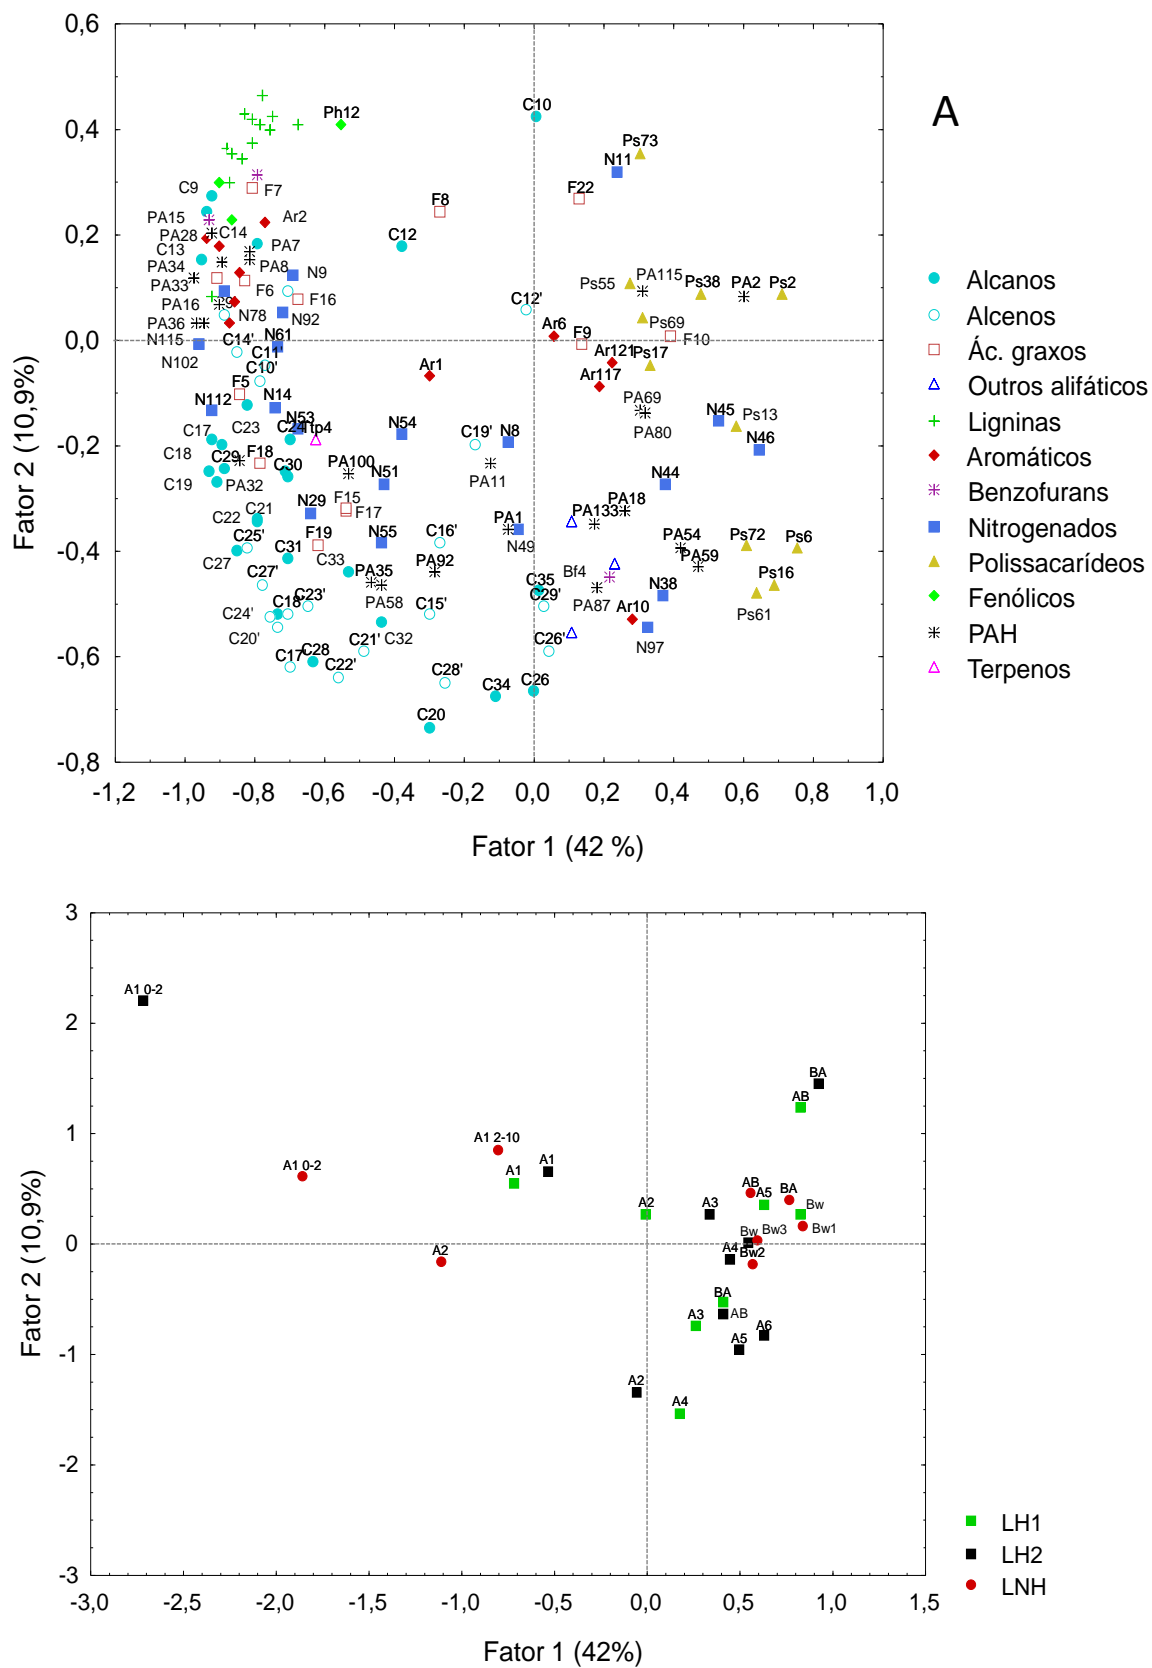 0,6
0,4
0,2
0,0
-0,2
-0,4
-0,6
-0,8
Fator 2 (10,9%)
A
C10
Ph12
Ps73
N11
F22
C9
F7
F8
PA15
Ar2
PA28
C14
C12
C13
PA7
PA34
PA8
N9
PA115
Ps55
Ps38
PA2
Ps2
PA33
F6
F16
PA16
N78
N92
C12'
Ps69
PA36
N115
N61
Ar6
F9
F10
N102
C14'
C11'
Ar121
Ps17
C10'
Ar1
Ar117
F5
N112
N14
PA69
N45
Ps13
N53
C24
Tp4
N54
N8
C19'
PA80
N46
C17
C23
C18
C29
F18
C30
PA100
PA11
C19
PA32
N51
N44
F15
PA18
C22
C21
N29
F17
PA133
PA1
C25'
F19
N55
C16'
N49
PA54
Ps72
Ps6
C27
C31
C33
PA92
PA59
C27'
PA35
Bf4
C35
PA58
PA87
N38
Ps16
C18'
C23'
C29'
Ps61
C24'
C15'
Ar10
C20'
C32
N97
C17'
C28
C21'
C26'
C22'
C28'
C34
C26
C20
-1,2 -1,0 -0,8 -0,6 -0,4 -0,2 0,0 0,2 0,4 0,6 0,8 1,0
Fator 1 (42 %)
Alcanos
Alcenos
Ác. graxos
Outros alifáticos
Ligninas
Aromáticos
Benzofurans
Nitrogenados
Polissacarídeos
Fenólicos
PAH
Terpenos
3
2
1
0
-1
-2
-3
Fator 2 (10,9%)
A1 0-2
BA
AB
A1 2-10
A1 0-2
A1
A1
AB
A5
BA
Bw
A2
A3
Bw
Bw3
Bw1
A2
A4
Bw2
BA
A3
AB
A5
A6
A2
A4
-3,0 -2,5 -2,0 -1,5 -1,0 -0,5 0,0 0,5 1,0 1,5
Fator 1 (42%)
LH1
LH2
LNH